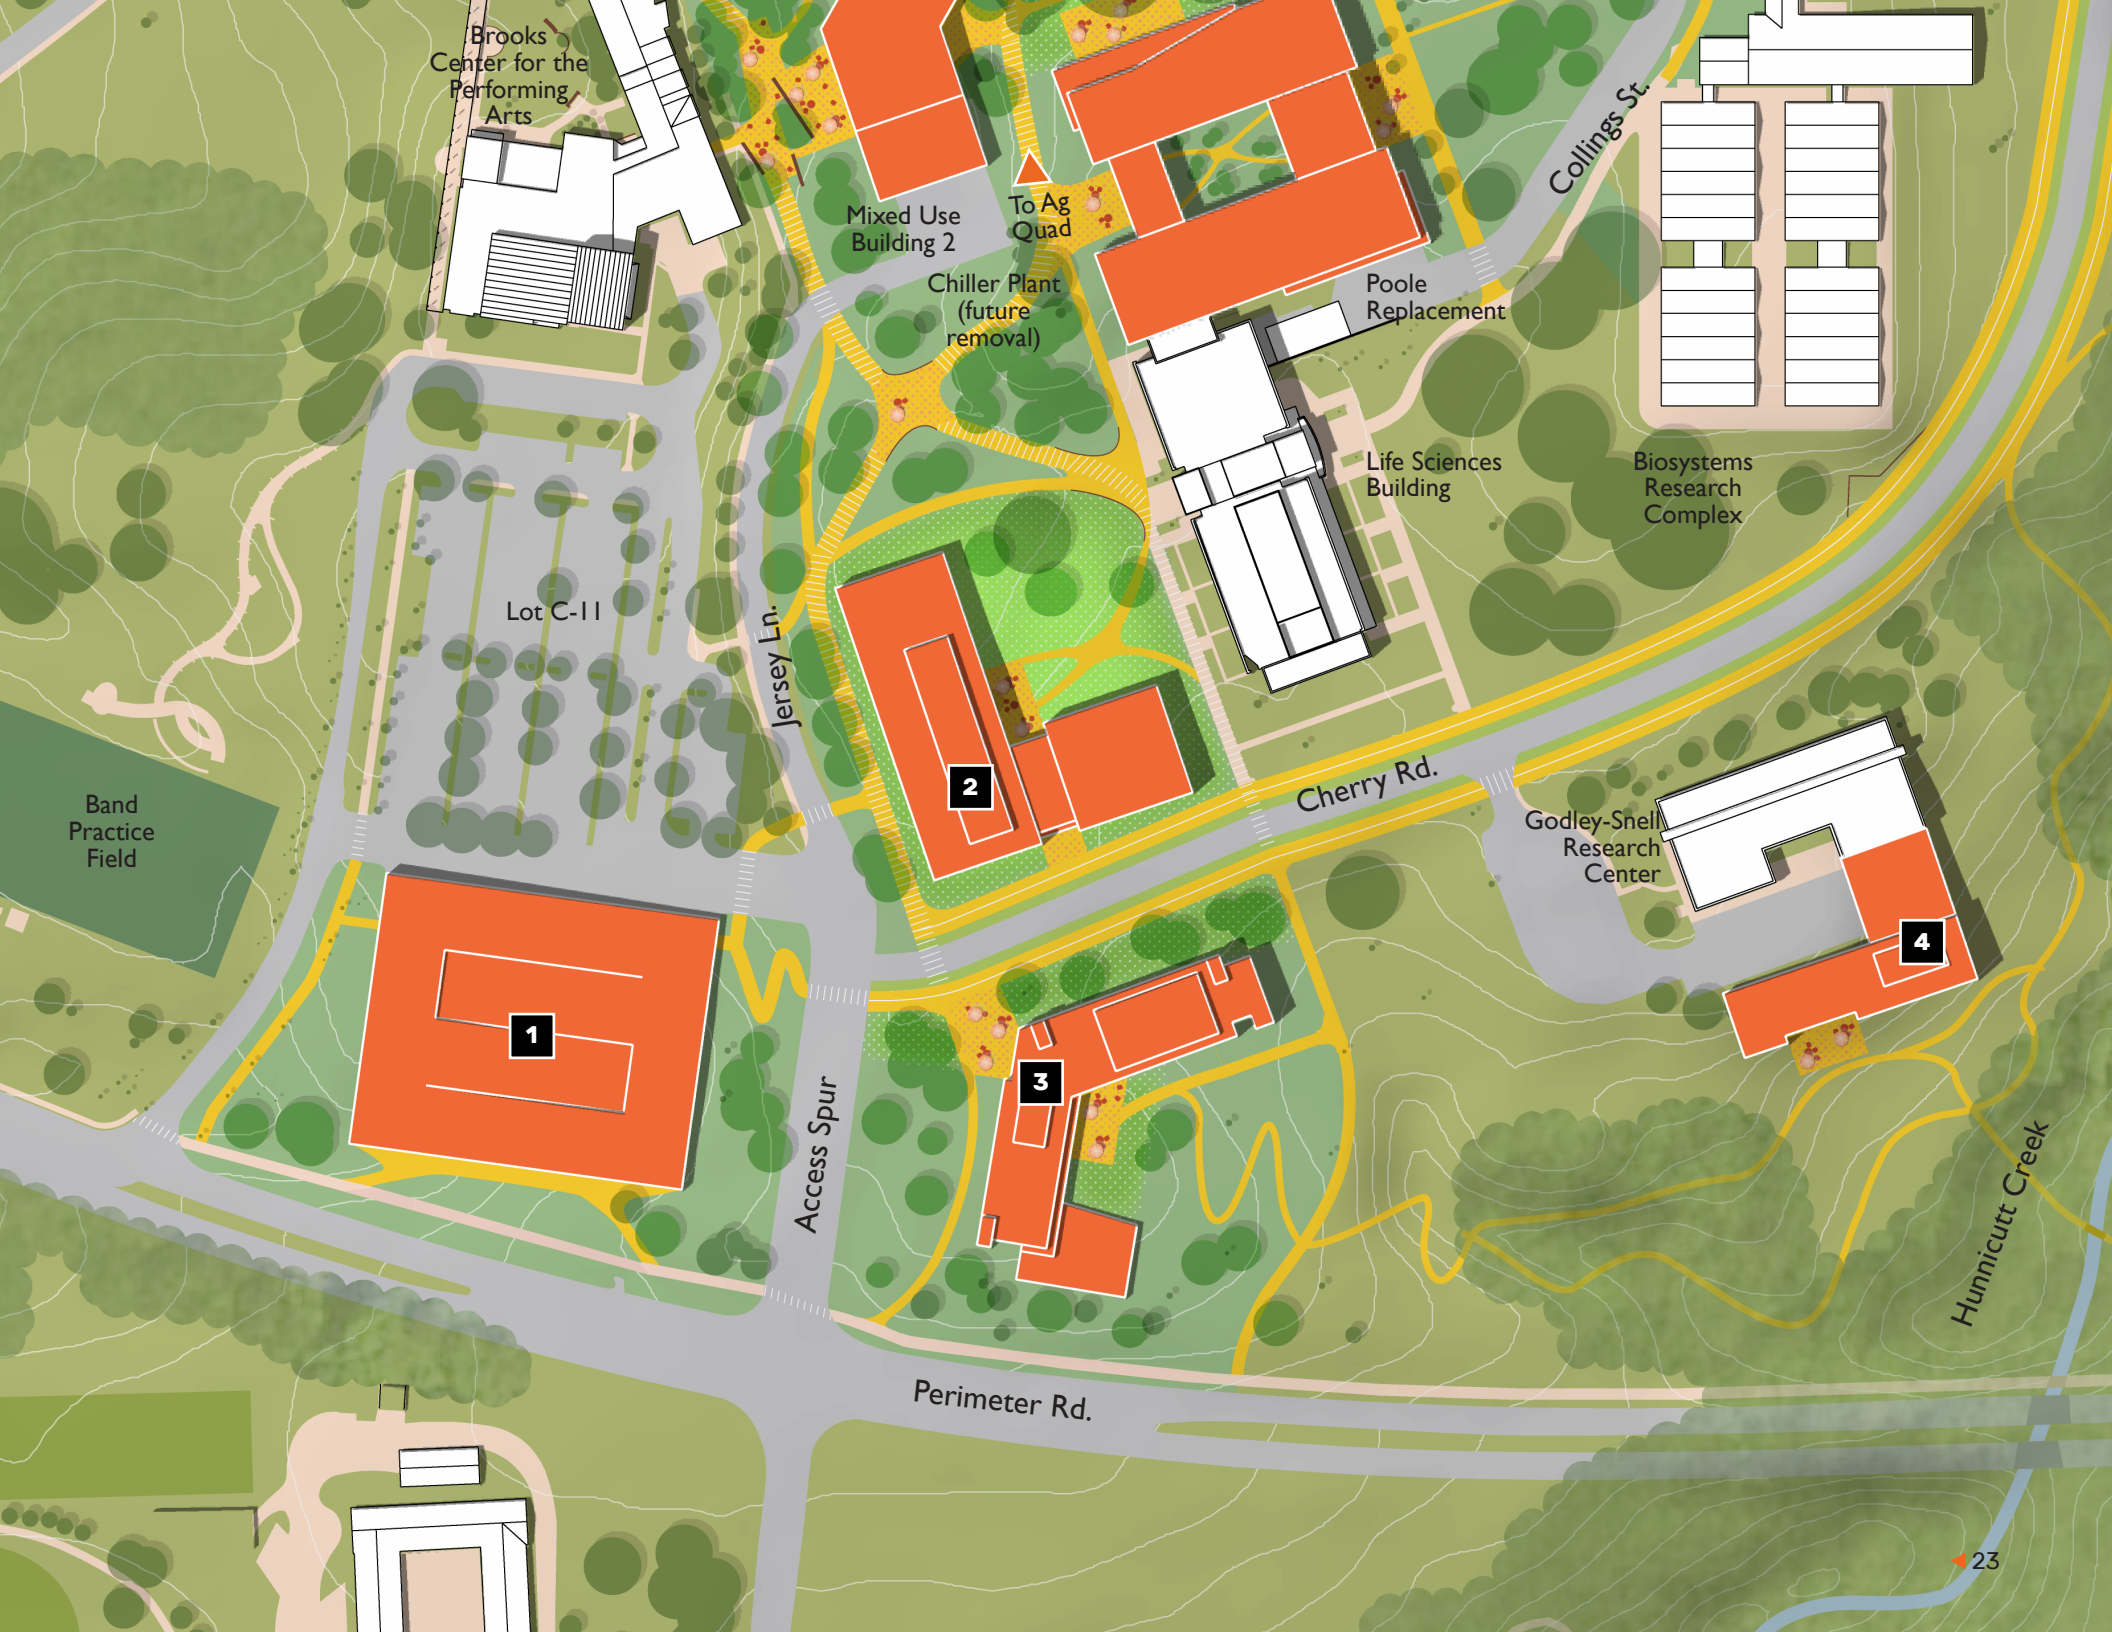 Brooks
Center for the
Performing
Arts
Collings St.
Mixed Use
Building 2
To Ag
Quad
Chiller Plant
(future
removal)
Poole
Replacement
Life Sciences
Building
Biosystems
Research
Complex
Lot C-11
Jersey Ln.
2
Cherry Rd.
Band
Practice
Field
Godley-Snell
Research
Center
4
1
3
Access Spur
Hunnicutt Creek
Perimeter Rd.
23